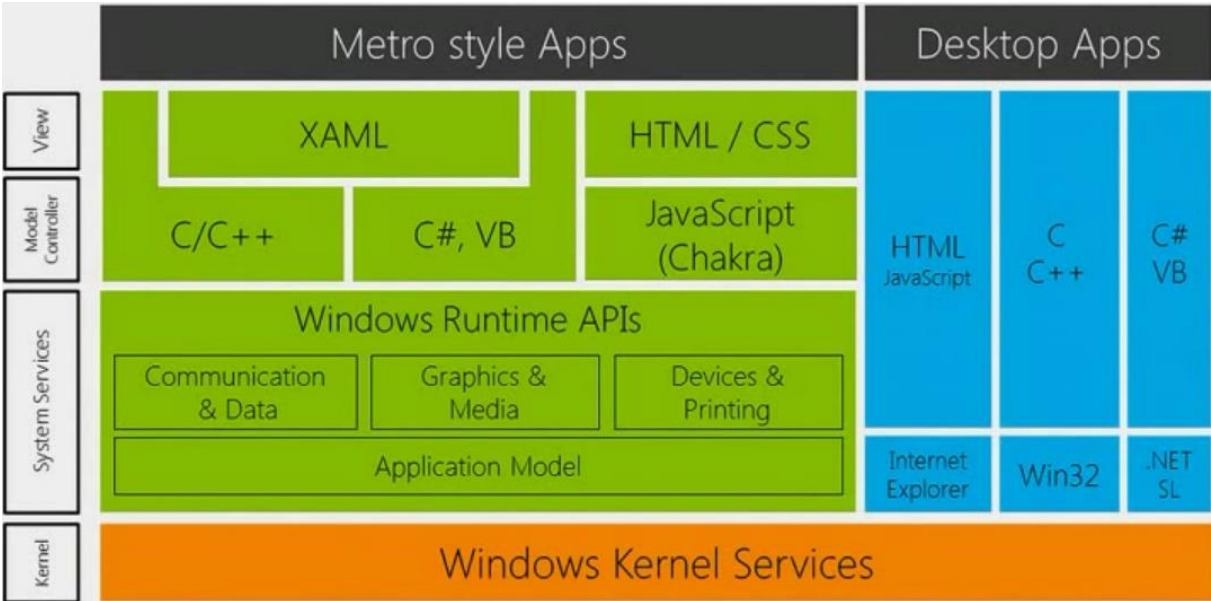 Metro style Apps
Desktop Apps
View
XAML
HTML / CSS
Model
Controller
C/C++
C#, VB
JavaScript
(Chakra)
HTML
JavaScript
C
C++
C#
VB
System Services
Windows Runtime APIs
Communication
& Data
Graphics &
Media
Devices &
Printing
Application Model
Internet
Explorer
Win32
.NET
SL
Kernel
Windows Kernel Services